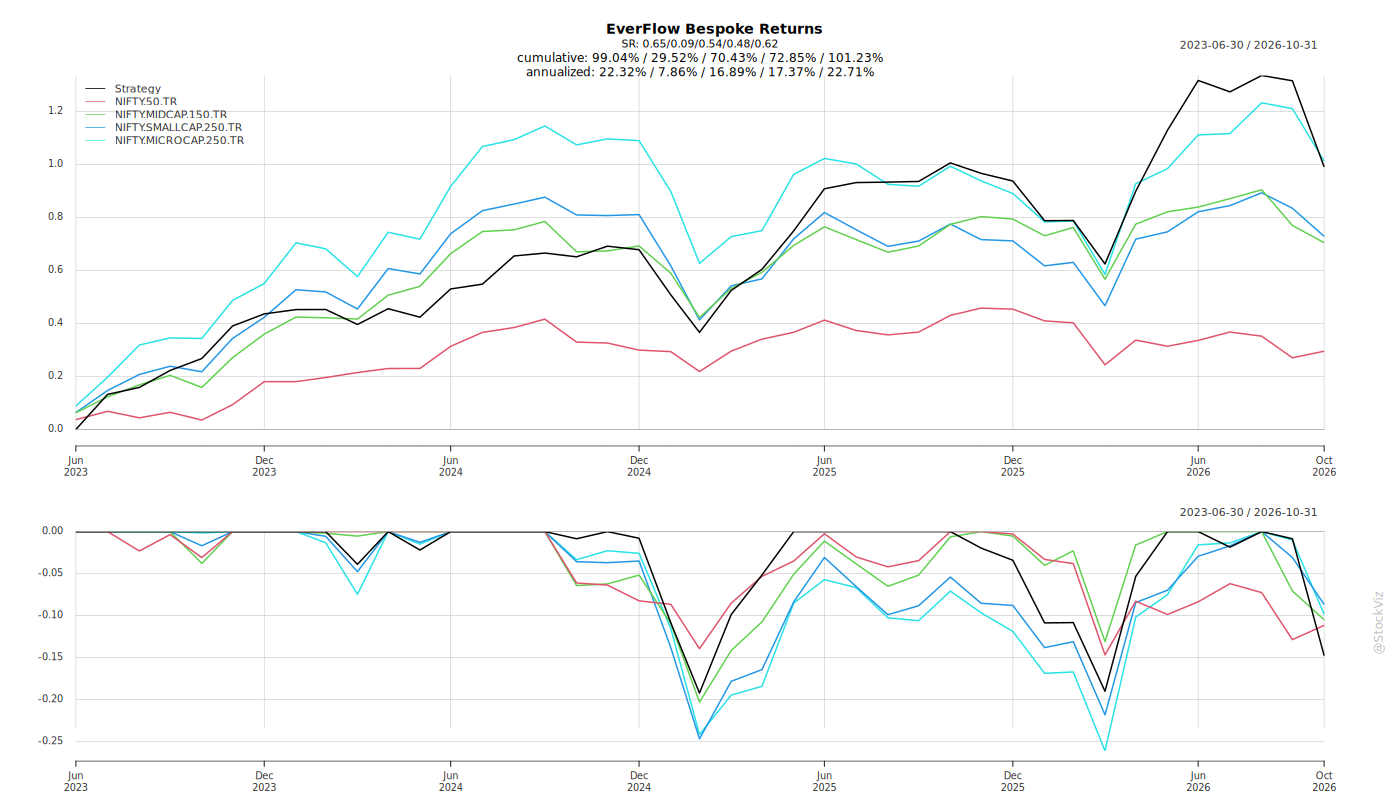 EverFlow Bespoke Returns
SR: 0.65/0.09/0.54/0.48/0.62
cumulative: 99.04% / 29.52% / 70.43% / 72.85% / 101.23%
annualized: 22.32% / 7.86% / 16.89% / 17.37% / 22.71%
2023-06-30 / 2026-10-31
Strategy
NIFTY.50.TR
NIFTY.MIDCAP.150.TR
NIFTY.SMALLCAP.250.TR
NIFTY.MICROCAP.250.TR
1.2
1.0
0.8
0.6
0.4
0.2
0.0
Jun Dec Jun Dec Jun Dec Jun Oct
2023 2023 2024 2024 2025 2025 2026 2026
2023-06-30 / 2026-10-31
0.00
-0.05
-0.10
-0.15
-0.20
-0.25
Jun Dec Jun Dec Jun Dec Jun Oct
2023 2023 2024 2024 2025 2025 2026 2026
@StockViz